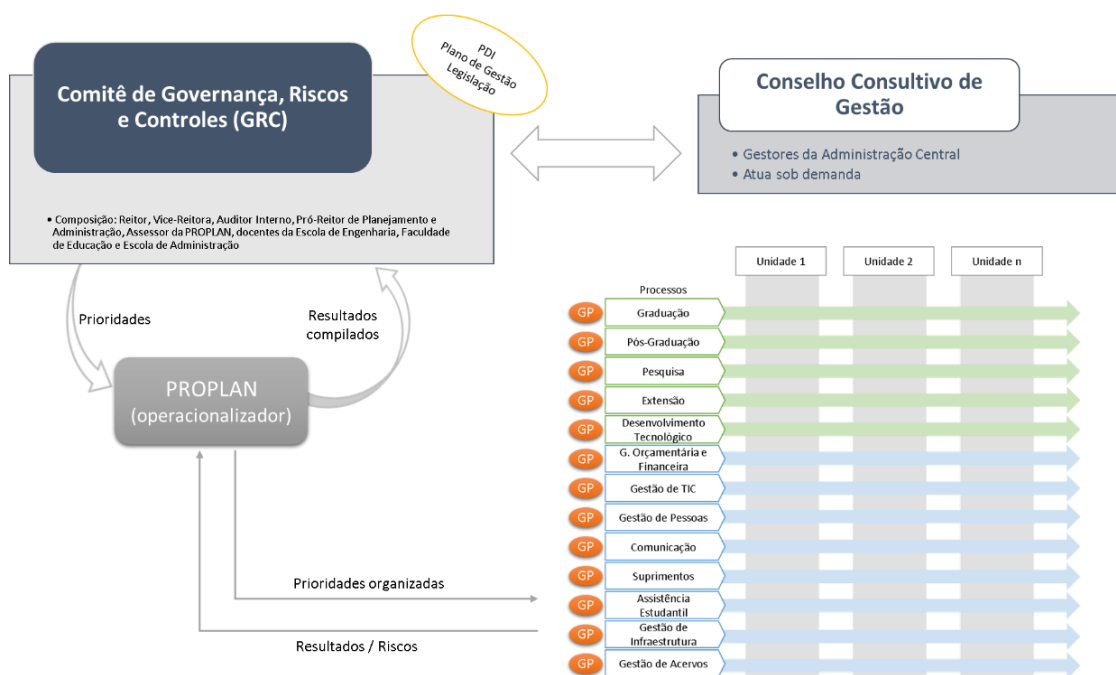 PDI
Plano de Gestão
Legislação
Comitê de Governança, Riscos
e Controles (GRC)
• Composição: Reitor, Vice-Reitora, Auditor Interno, Pró-Reitor de Planejamento e
Administração, Assessor da PROPLAN, docentes da Escola de Engenharia, Faculdade
de Educação e Escola de Administração
Conselho Consultivo de
Gestão
• Gestores da Administração Central
• Atua sob demanda
Prioridades
Resultados
compilados
PROPLAN
(operacionalizador)
Prioridades organizadas
Resultados / Riscos
Unidade 1
Unidade 2
Unidade n
Processos
GP
Graduação
GP
Pós-Graduação
GP
Pesquisa
GP
Extensão
GP
Desenvolvimento
Tecnológico
GP
G. Orçamentária e
Financeira
GP
Gestão de TIC
GP
Gestão de Pessoas
GP
Comunicação
GP
Suprimentos
GP
Assistência
Estudantil
GP
Gestão de
Infraestrutura
GP
Gestão de Acervos